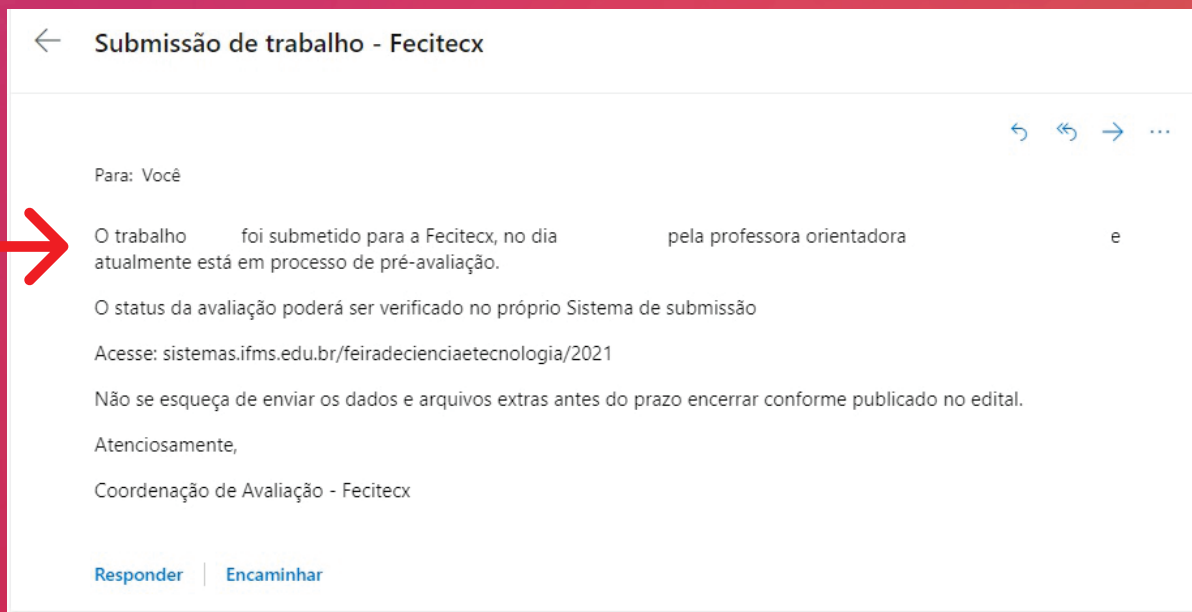 Submissão de trabalho - Fecitecx
Para: Você
O trabalho foi submetido para a Fecitecx, no dia pela professora orientadora e
atualmente está em processo de pré-avaliação.
O status da avaliação poderá ser verificado no próprio Sistema de submissão
Acesse: sistemas.ifms.edu.br/feiradecienciaetecnologia/2021
Não se esqueça de enviar os dados e arquivos extras antes do prazo encerrar conforme publicado no edital.
Atenciosamente,
Coordenação de Avaliação - Fecitecx
Responder Encaminhar